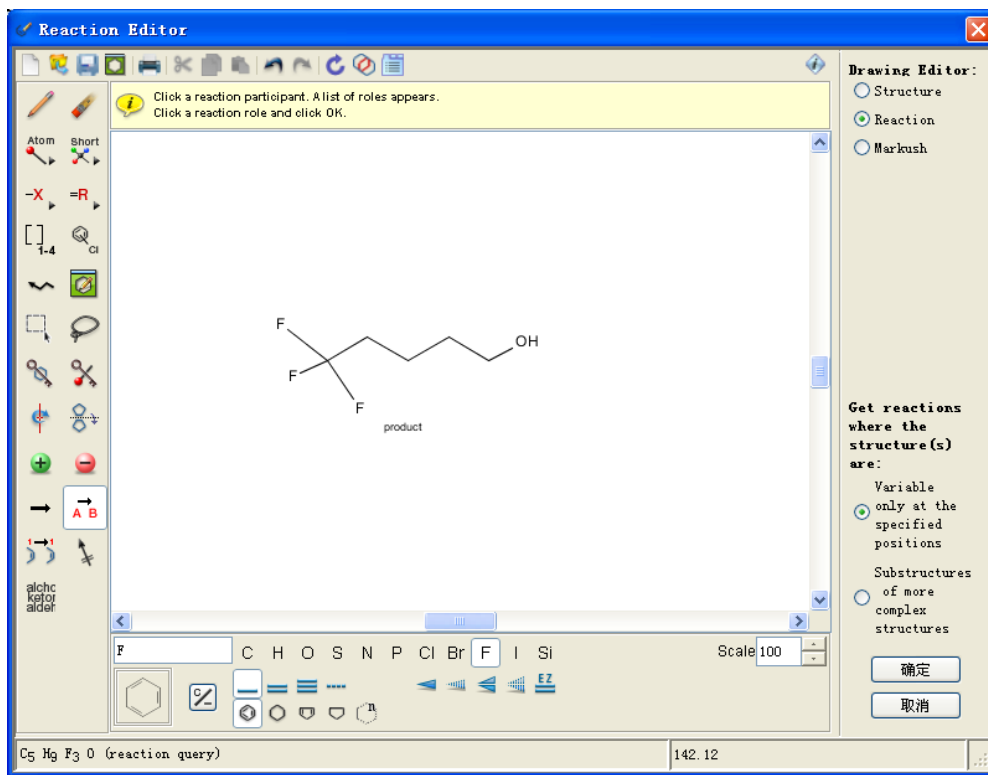 Reaction Editor
Click a reaction participant. A list of roles appears.
Click a reaction role and click OK.
Drawing Editor:
Structure
Reaction
Markush
Atom
Short
-X
=R
[ ]
1-4
Cl
A B
1→1
alcho
ketor
aldeh
F
F
F
OH
product
Get reactions
where the
structure(s)
are:
Variable
only at the
specified
positions
Substructures
of more
complex
structures
F
C H O S N P Cl Br F I Si
Scale 100
C
EZ
n
确定
取消
C5 H9 F3 O (reaction query)
142.12